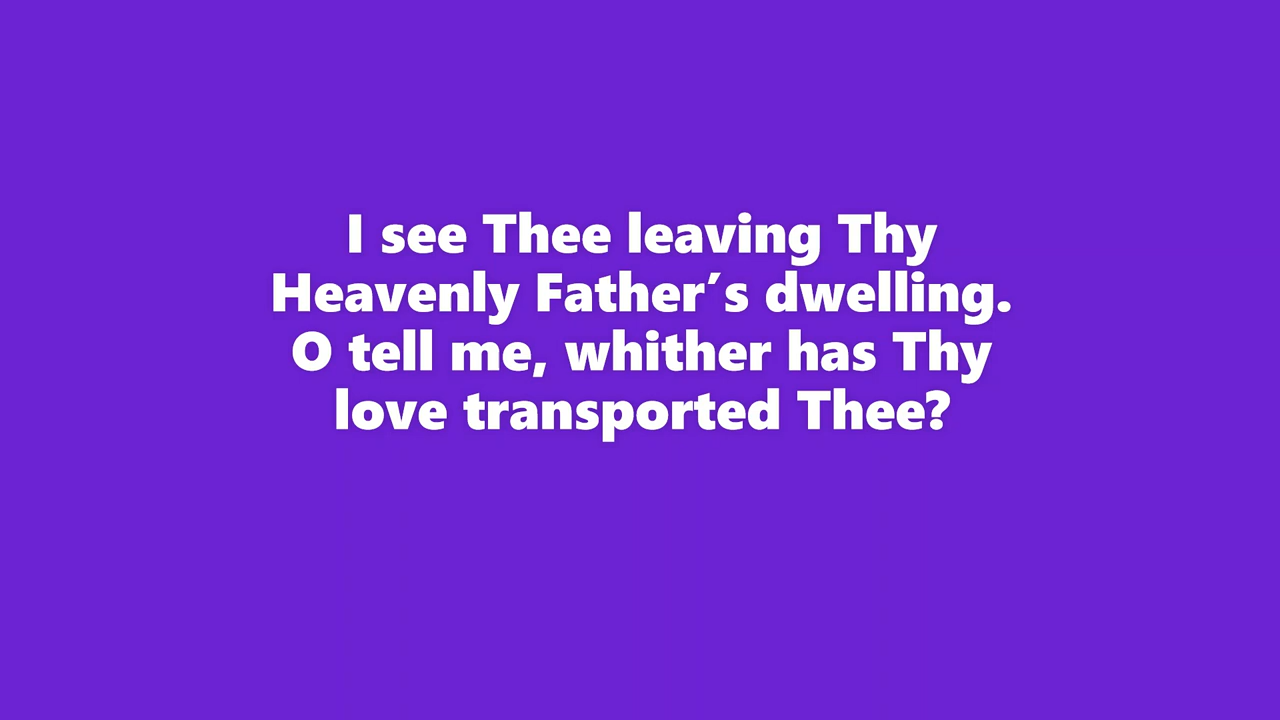 I see Thee leaving Thy
Heavenly Father′s dwelling.
O tell me, whither has Thy
love transported Thee?